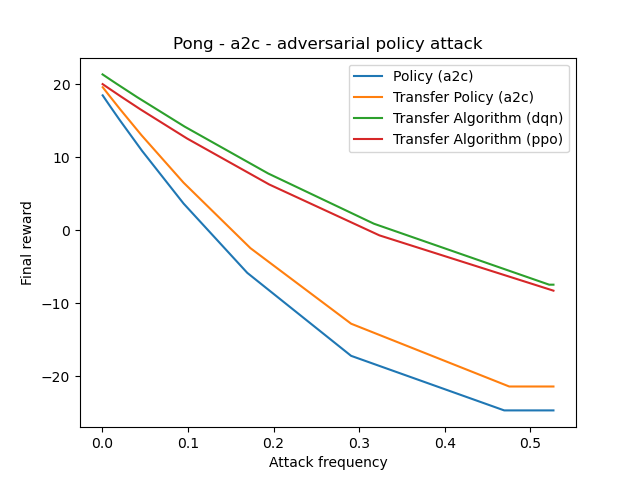 Pong - a2c - adversarial policy attack
Policy (a2c)
Transfer Policy (a2c)
Transfer Algorithm (dqn)
Transfer Algorithm (ppo)
Final reward
20
10
0
−10
−20
0.0 0.1 0.2 0.3 0.4 0.5
Attack frequency